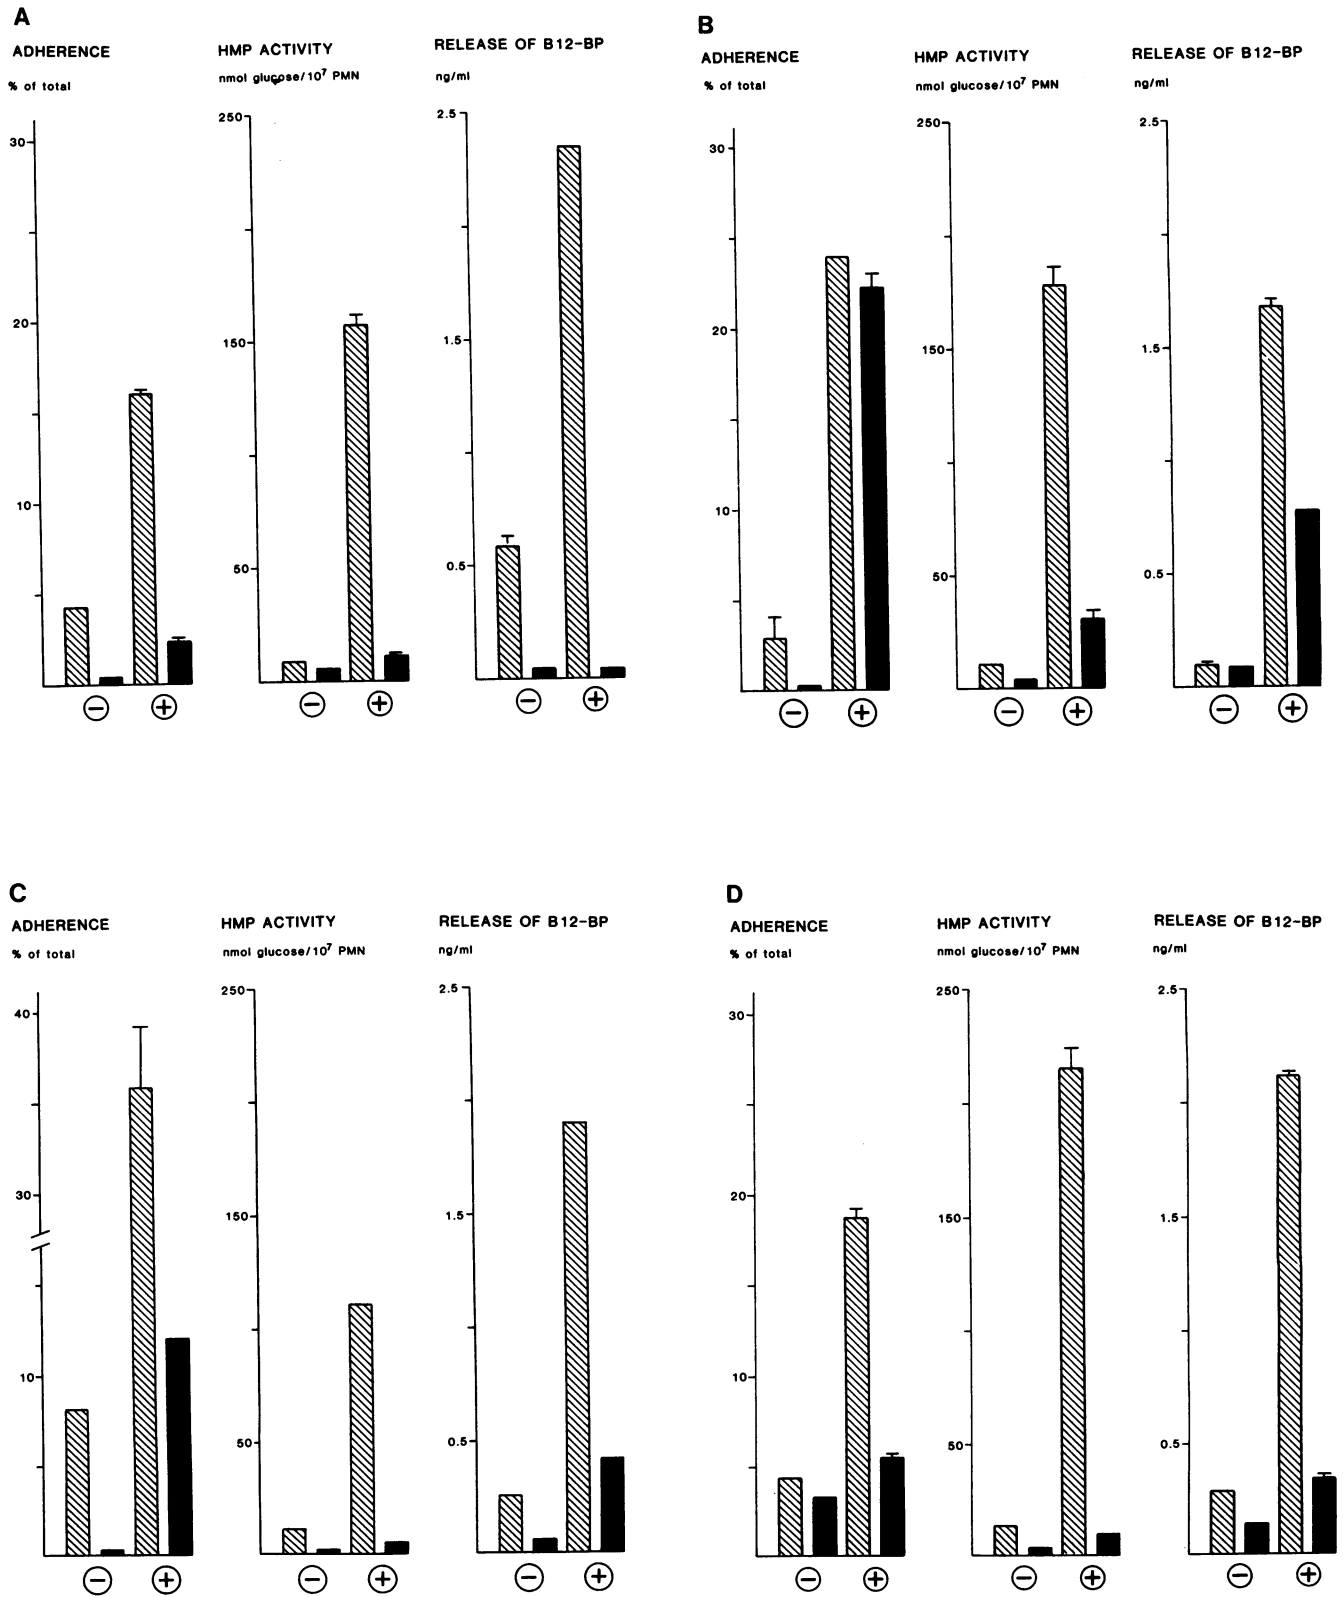 A
ADHERENCE
% of total
30
20
10
− +
HMP ACTIVITY
nmol glucose/10⁷ PMN
250
150
50
− +
RELEASE OF B12-BP
ng/ml
2.5
1.5
0.5
− +
B
ADHERENCE
% of total
30
20
10
− +
HMP ACTIVITY
nmol glucose/10⁷ PMN
250
150
50
− +
RELEASE OF B12-BP
ng/ml
2.5
1.5
0.5
− +
C
ADHERENCE
% of total
40
30
10
− +
HMP ACTIVITY
nmol glucose/10⁷ PMN
250
150
50
− +
RELEASE OF B12-BP
ng/ml
2.5
1.5
0.5
− +
D
ADHERENCE
% of total
30
20
10
− +
HMP ACTIVITY
nmol glucose/10⁷ PMN
250
150
50
− +
RELEASE OF B12-BP
ng/ml
2.5
1.5
0.5
− +